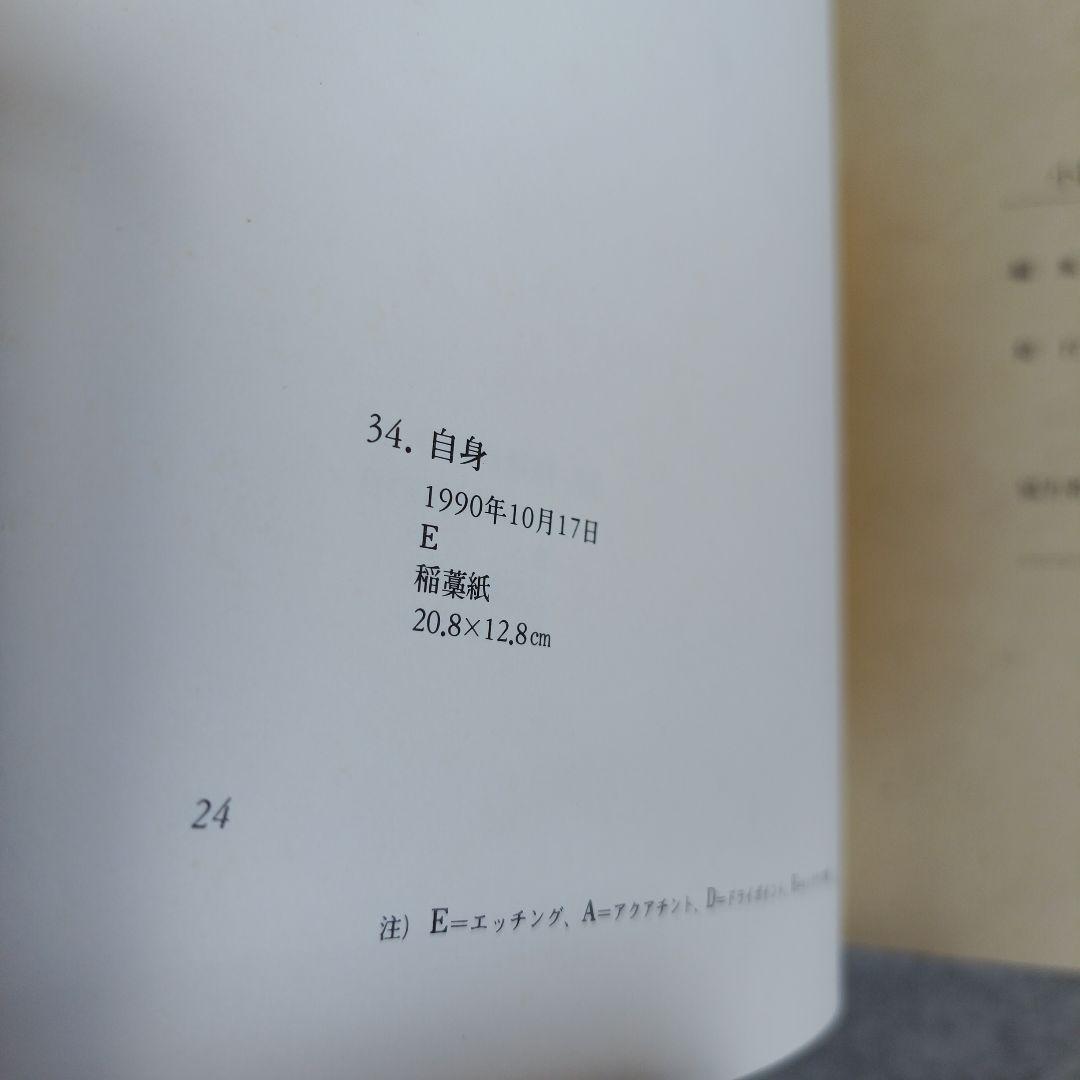 34. 自身
1990年10月17日
E
稲藁紙
20.8×12.8cm
24
注) E=エッチング、A=アクアチント、D=ドライポイント、